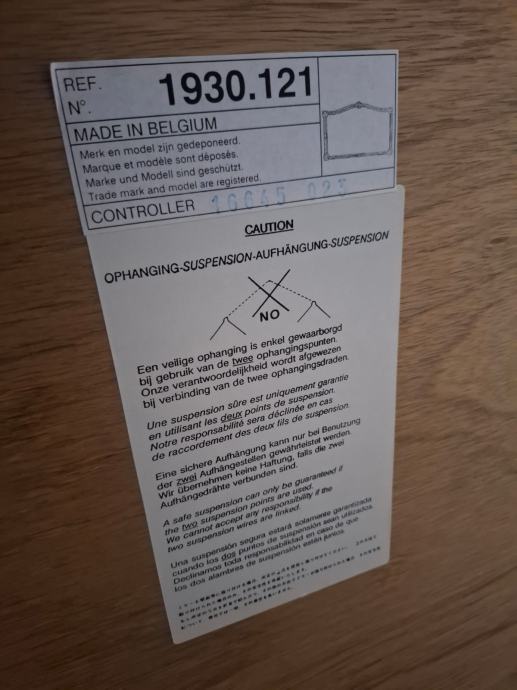 REF. 1930.121
N°.
MADE IN BELGIUM
Merk en model zijn gedeponeerd.
Marque et modèle sont déposés.
Marke und Modell sind geschützt.
Trade mark and model are registered.
CONTROLLER 16645 023
CAUTION
OPHANGING-SUSPENSION-AUFHÄNGUNG-SUSPENSION
NO
Een veilige ophanging is enkel gewaarborgd
bij gebruik van de twee ophangingspunten.
Onze verantwoordelijkheid wordt afgewezen
bij verbinding van de twee ophangingsdraden.
Une suspension sûre est uniquement garantie
en utilisant les deux points de suspension.
Notre responsabilité sera déclinée en cas
de raccordement des deux fils de suspension.
Eine sichere Aufhängung kann nur bei Benutzung
der zwei Aufhängestellen gewährleistet werden.
Wir übernehmen keine Haftung, falls die zwei
Aufhängedrähte verbunden sind.
A safe suspension can only be guaranteed if
the two suspension points are used.
We cannot accept any responsibility if the
two suspension wires are linked.
Una suspensión segura estará solamente garantizada
cuando los dos puntos de suspensión sean utilizados.
Declinamos toda responsabilidad en caso de que
los dos alambres de suspensión estén juntos.